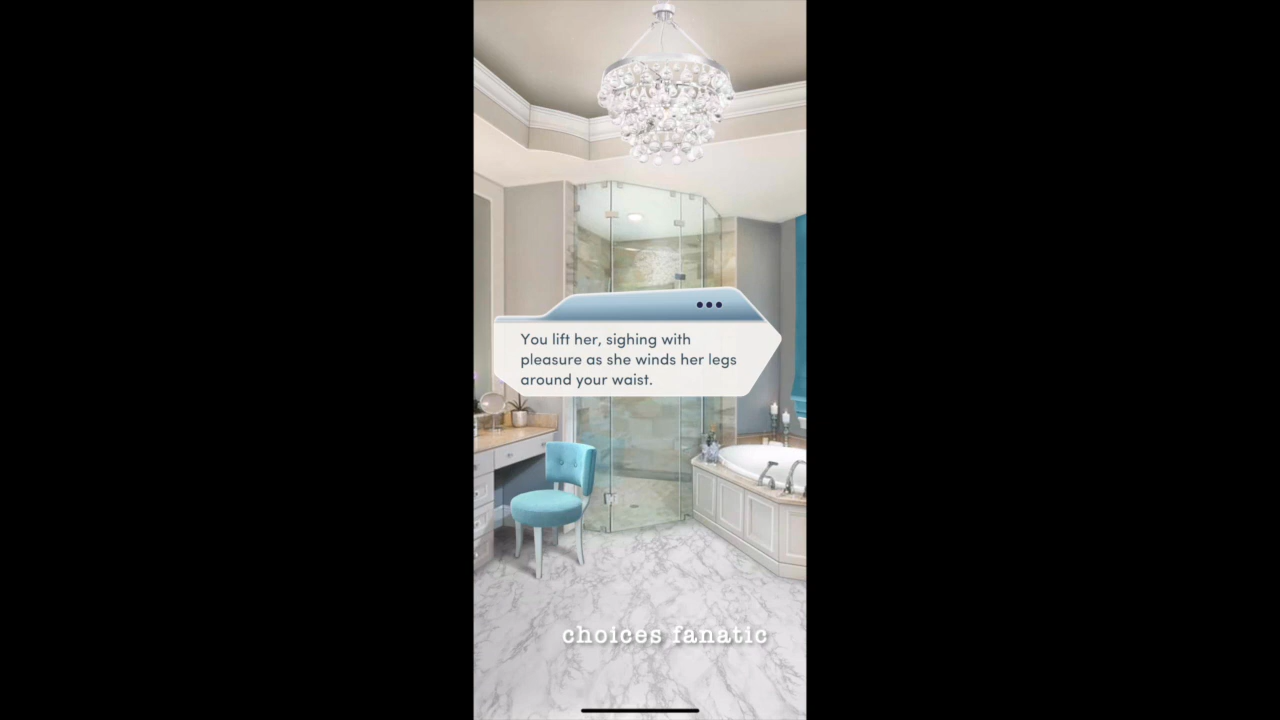 You lift her, sighing with
pleasure as she winds her legs
around your waist.
choices fanatic